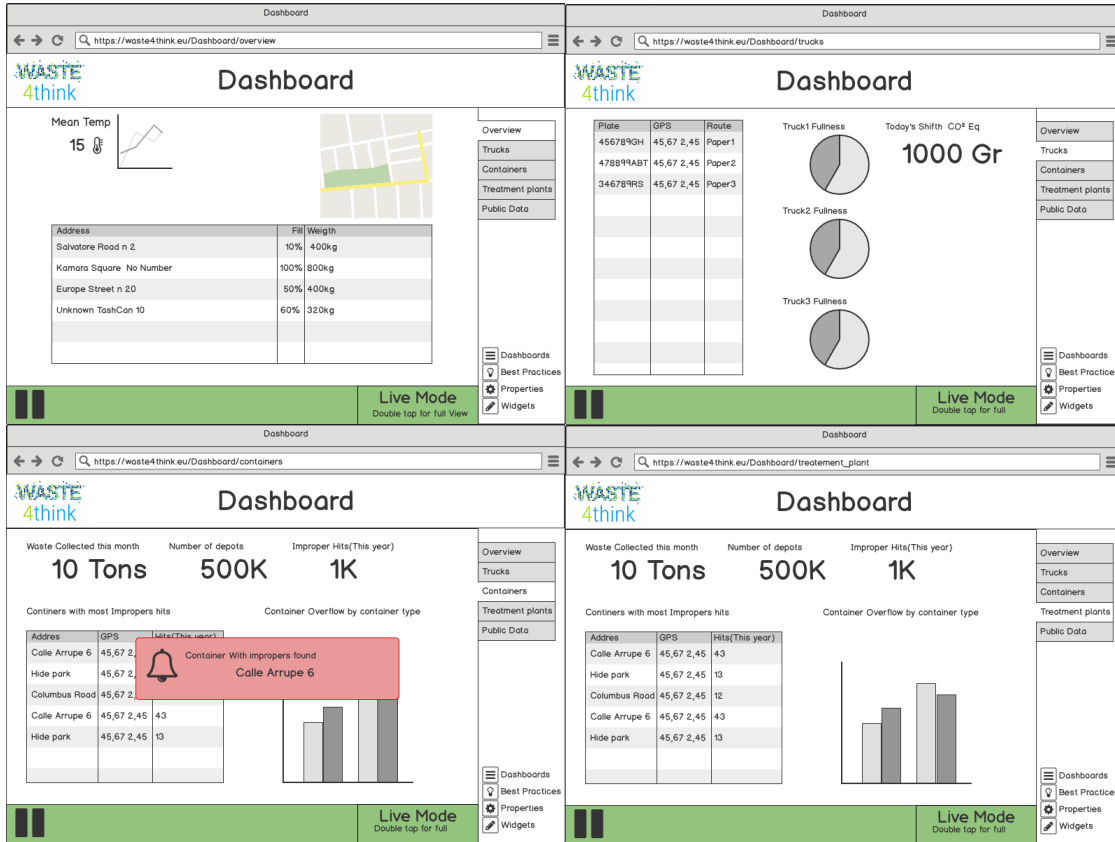 Dashboard
https://waste4think.eu/Dashboard/overview
WASTE
4think
Dashboard
Mean Temp
15
Overview
Trucks
Containers
Treatment plants
Public Data
Address Fill Weigth
Salvatore Road n 2 10% 400kg
Kamara Square No Number 100% 800kg
Europe Street n 20 50% 400kg
Unknown TashCan 10 60% 320kg
Dashboards
Best Practices
Properties
Widgets
Live Mode
Double tap for full View
Dashboard
https://waste4think.eu/Dashboard/trucks
WASTE
4think
Dashboard
Plate GPS Route
456789GH 45,67 2,45 Paper1
478899ABT 45,67 2,45 Paper2
346789RS 45,67 2,45 Paper3
Truck1 Fullness
Truck2 Fullness
Truck3 Fullness
Today's Shifth CO² Eq
1000 Gr
Overview
Trucks
Containers
Treatment plants
Public Data
Dashboards
Best Practice
Properties
Widgets
Live Mode
Double tap for full
Dashboard
https://waste4think.eu/Dashboard/containers
WASTE
4think
Dashboard
Waste Collected this month Number of depots Improper Hits(This year)
10 Tons 500K 1K
Continers with most Impropers hits
Container Overflow by container type
Addres GPS Hits(This year)
Calle Arrupe 6 45,67 2,
Hide park 45,67 2,
Columbus Road 45,67 2,
Calle Arrupe 6 45,67 2,45 43
Hide park 45,67 2,45 13
Container With impropers found
Calle Arrupe 6
Overview
Trucks
Containers
Treatment plants
Public Data
Dashboards
Best Practices
Properties
Widgets
Live Mode
Double tap for full
Dashboard
https://waste4think.eu/Dashboard/treatement_plant
WASTE
4think
Dashboard
Waste Collected this month Number of depots Improper Hits(This year)
10 Tons 500K 1K
Continers with most Impropers hits
Container Overflow by container type
Addres GPS Hits(This year)
Calle Arrupe 6 45,67 2,45 43
Hide park 45,67 2,45 13
Columbus Road 45,67 2,45 12
Calle Arrupe 6 45,67 2,45 43
Hide park 45,67 2,45 13
Overview
Trucks
Containers
Treatment plants
Public Data
Dashboards
Best Practice
Properties
Widgets
Live Mode
Double tap for full